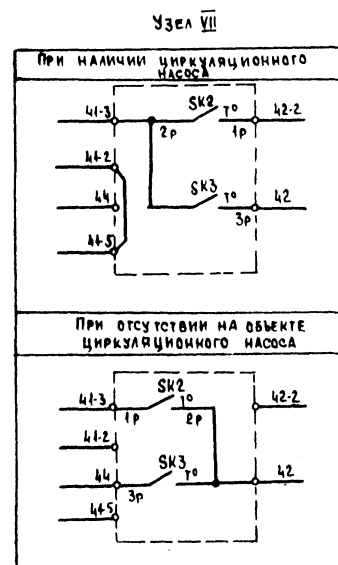 Узел VII
При наличии циркуляционного
насоса
41-3
SK2
T°
42-2
2р
1р
41-2
44
SK3
T°
42
3р
41-5
При отсутствии на объекте
циркуляционного насоса
41-3
SK2
T°
42-2
1р
2р
41-2
44
SK3
T°
42
3р
41-5